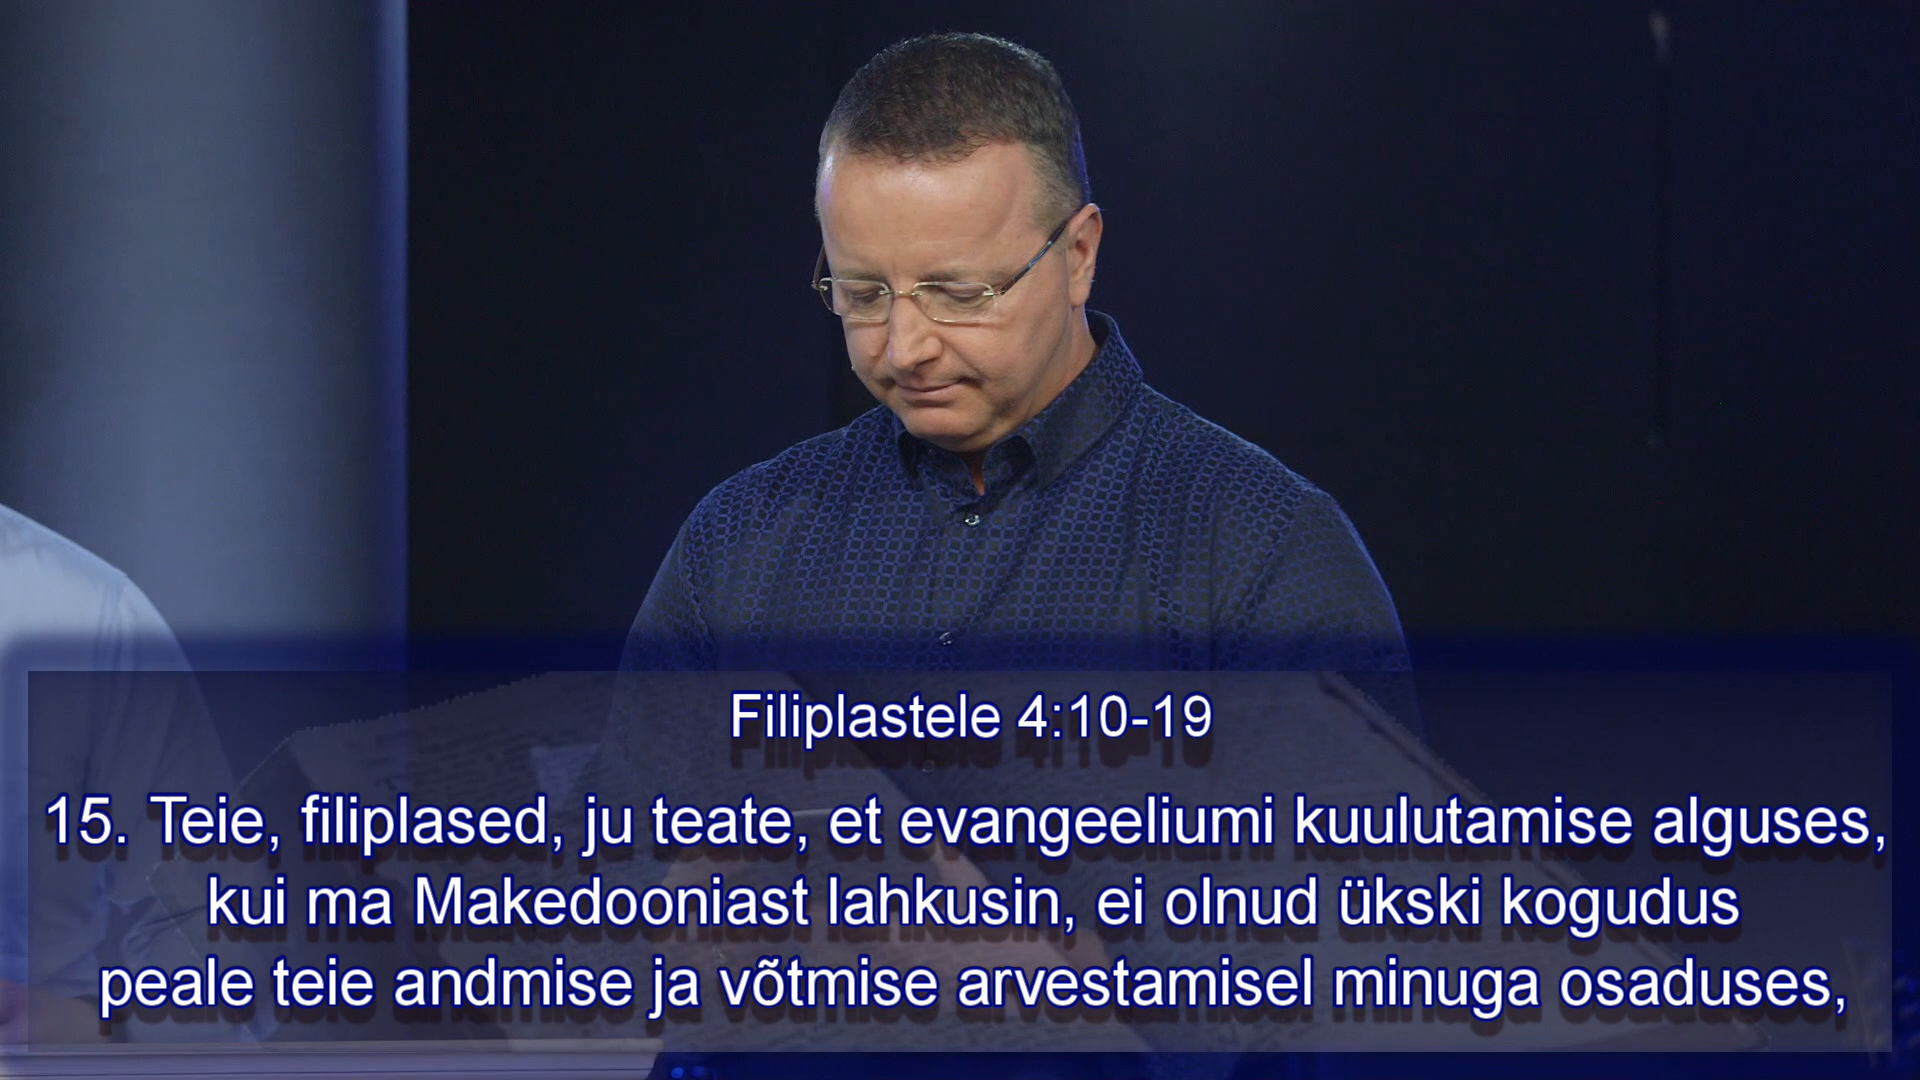 Filiplastele 4:10-19
15. Teie, filiplased, ju teate, et evangeeliumi kuulutamise alguses,
kui ma Makedooniast lahkusin, ei olnud ükski kogudus
peale teie andmise ja võtmise arvestamisel minuga osaduses,